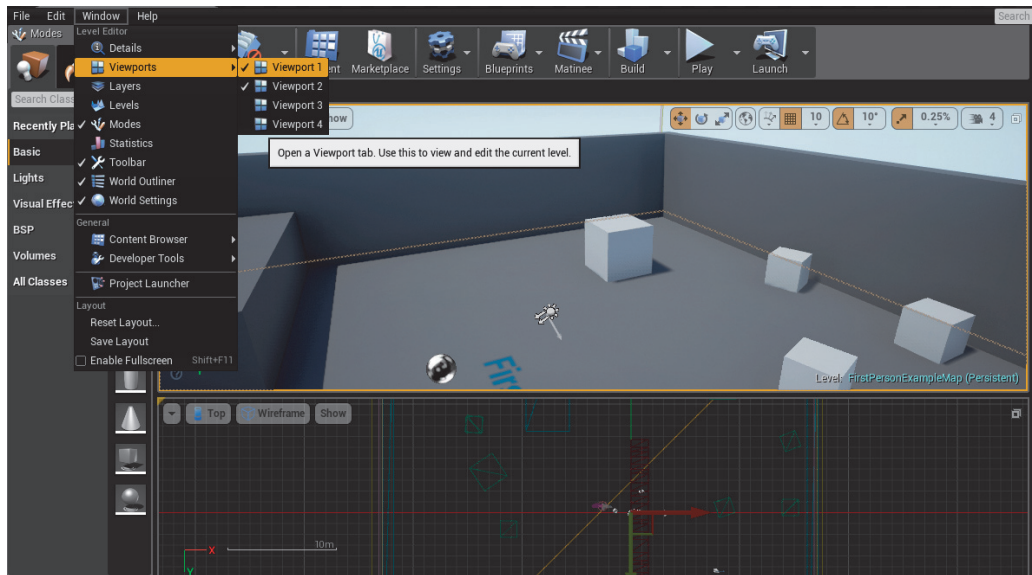 File Edit Window Help
Search
Modes
Level Editor
Details
Viewports
Layers
Levels
Modes
Statistics
Toolbar
World Outliner
World Settings
General
Content Browser
Developer Tools
Project Launcher
Layout
Reset Layout...
Save Layout
Enable Fullscreen Shift+F11
Viewport 1
Viewport 2
Viewport 3
Viewport 4
Open a Viewport tab. Use this to view and edit the current level.
Marketplace Settings Blueprints Matinee Build Play Launch
Search
Recently
Basic
Lights
Visual
BSP
Volumes
All Classes
10 10° 0.25% 4
Level: FirstPersonExampleMap (Persistent)
Top Wireframe Show
10m
X
Y